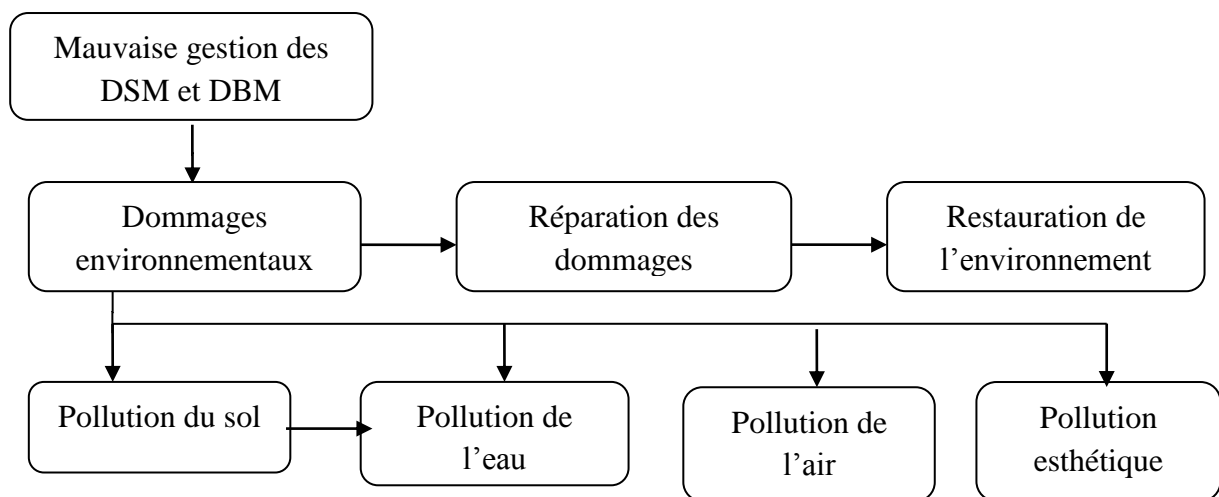 Mauvaise gestion des
DSM et DBM
Dommages
environnementaux
Réparation des
dommages
Restauration de
l’environnement
Pollution du sol
Pollution de
l’eau
Pollution de
l’air
Pollution
esthétique